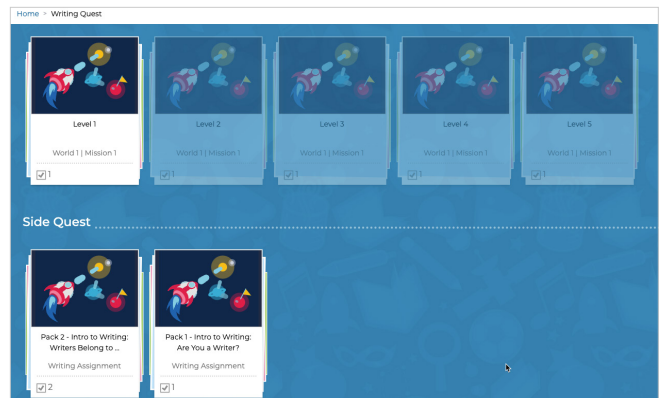 Home » Writing Quest
Level 1
World 1 | Mission 1
1
Level 2
World 1 | Mission 1
1
Level 3
World 1 | Mission 1
1
Level 4
World 1 | Mission 1
1
Level 5
World 1 | Mission 1
1
Side Quest
Pack 2 - Intro to Writing:
Writers Belong to ...
Writing Assignment
2
Pack 1 - Intro to Writing:
Are You a Writer?
Writing Assignment
1